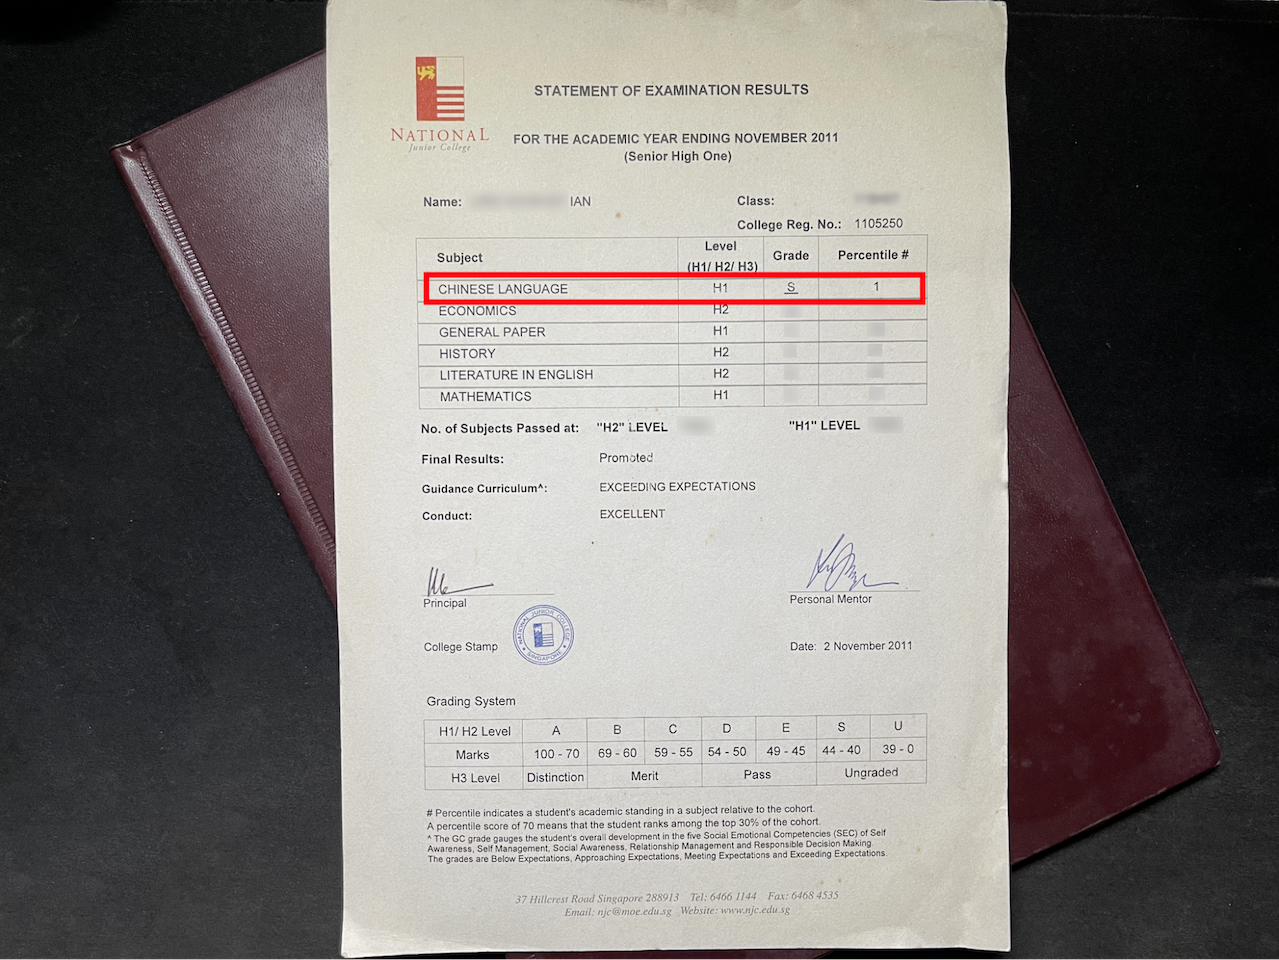 NATIONAL
Junior College
STATEMENT OF EXAMINATION RESULTS
FOR THE ACADEMIC YEAR ENDING NOVEMBER 2011
(Senior High One)
Name: IAN Class:
College Reg. No.: 1105250
Subject Level (H1/ H2/ H3) Grade Percentile #
CHINESE LANGUAGE H1 S 1
ECONOMICS H2
GENERAL PAPER H1
HISTORY H2
LITERATURE IN ENGLISH H2
MATHEMATICS H1
No. of Subjects Passed at: "H2" LEVEL "H1" LEVEL
Final Results: Promoted
Guidance Curriculum^: EXCEEDING EXPECTATIONS
Conduct: EXCELLENT
Principal Personal Mentor
NATIONAL JUNIOR COLLEGE
SINGAPORE
College Stamp Date: 2 November 2011
Grading System
H1/ H2 Level A B C D E S U
Marks 100 - 70 69 - 60 59 - 55 54 - 50 49 - 45 44 - 40 39 - 0
H3 Level Distinction Merit Pass Ungraded
# Percentile indicates a student's academic standing in a subject relative to the cohort.
A percentile score of 70 means that the student ranks among the top 30% of the cohort.
^ The GC grade gauges the student's overall development in the five Social Emotional Competencies (SEC) of Self
Awareness, Self Management, Social Awareness, Relationship Management and Responsible Decision Making
The grades are Below Expectations, Approaching Expectations, Meeting Expectations and Exceeding Expectations.
37 Hillcrest Road Singapore 288913 Tel: 6466 1144 Fax: 6468 4535
Email: njc@moe.edu.sg Website: www.njc.edu.sg